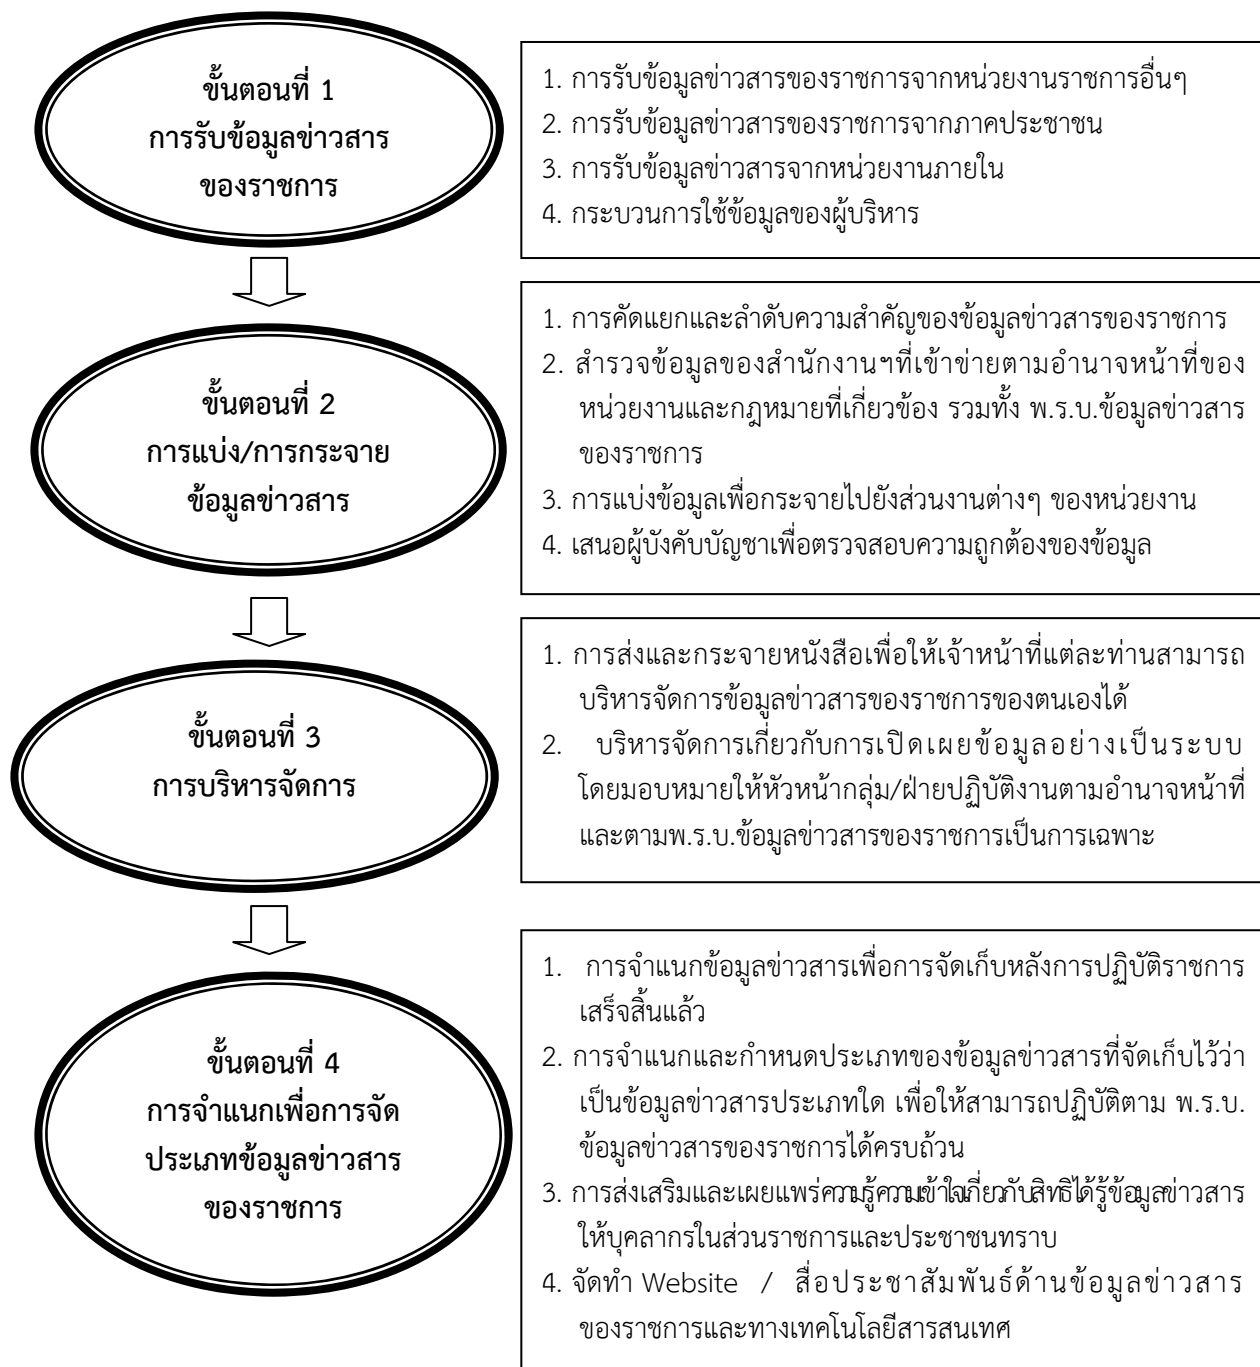 ขั้นตอนที่ 1
การรับข้อมูลข่าวสาร
ของราชการ
1. การรับข้อมูลข่าวสารของราชการจากหน่วยงานราชการอื่นๆ
2. การรับข้อมูลข่าวสารของราชการจากภาคประชาชน
3. การรับข้อมูลข่าวสารจากหน่วยงานภายใน
4. กระบวนการใช้ข้อมูลของผู้บริหาร
ขั้นตอนที่ 2
การแบ่ง/การกระจาย
ข้อมูลข่าวสาร
1. การคัดแยกและลำดับความสำคัญของข้อมูลข่าวสารของราชการ
2. สำรวจข้อมูลของสำนักงานฯที่เข้าข่ายตามอำนาจหน้าที่ของ
หน่วยงานและกฎหมายที่เกี่ยวข้อง รวมทั้ง พ.ร.บ.ข้อมูลข่าวสาร
ของราชการ
3. การแบ่งข้อมูลเพื่อกระจายไปยังส่วนงานต่างๆ ของหน่วยงาน
4. เสนอผู้บังคับบัญชาเพื่อตรวจสอบความถูกต้องของข้อมูล
ขั้นตอนที่ 3
การบริหารจัดการ
1. การส่งและกระจายหนังสือเพื่อให้เจ้าหน้าที่แต่ละท่านสามารถ
บริหารจัดการข้อมูลข่าวสารของราชการของตนเองได้
2. บริหารจัดการเกี่ยวกับการเปิดเผยข้อมูลอย่างเป็นระบบ
โดยมอบหมายให้หัวหน้ากลุ่ม/ฝ่ายปฏิบัติงานตามอำนาจหน้าที่
และตามพ.ร.บ.ข้อมูลข่าวสารของราชการเป็นการเฉพาะ
ขั้นตอนที่ 4
การจำแนกเพื่อการจัด
ประเภทข้อมูลข่าวสาร
ของราชการ
1. การจำแนกข้อมูลข่าวสารเพื่อการจัดเก็บหลังการปฏิบัติราชการ
เสร็จสิ้นแล้ว
2. การจำแนกและกำหนดประเภทของข้อมูลข่าวสารที่จัดเก็บไว้ว่า
เป็นข้อมูลข่าวสารประเภทใด เพื่อให้สามารถปฏิบัติตาม พ.ร.บ.
ข้อมูลข่าวสารของราชการได้ครบถ้วน
3. การส่งเสริมและเผยแพร่ความรู้ความเข้าใจเกี่ยวกับสิทธิได้รู้ข้อมูลข่าวสาร
ให้บุคลากรในส่วนราชการและประชาชนทราบ
4. จัดทำ Website / สื่อประชาสัมพันธ์ด้านข้อมูลข่าวสาร
ของราชการและทางเทคโนโลยีสารสนเทศ